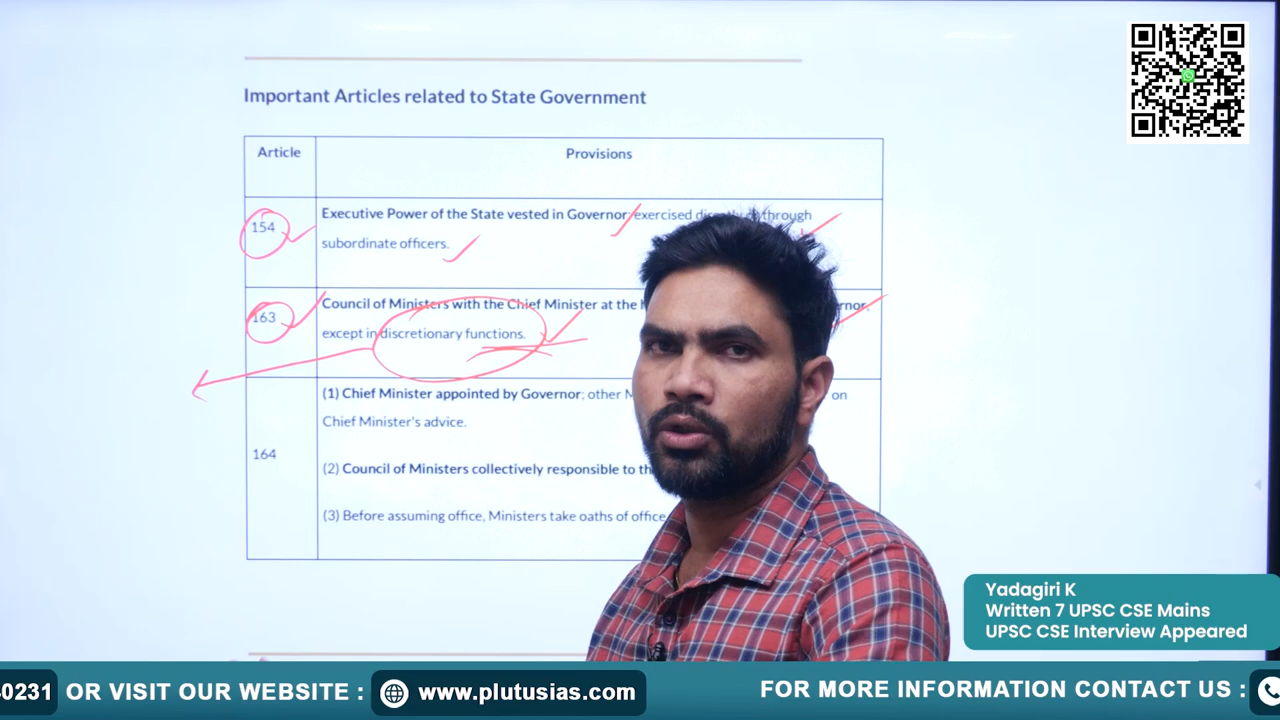 Important Articles related to State Government
Article
Provisions
154
Executive Power of the State vested in Governor, exercised directly or through
subordinate officers.
163
Council of Ministers with the Chief Minister at the
except in discretionary functions.
164
(1) Chief Minister appointed by Governor; other on
Chief Minister's advice.
(2) Council of Ministers collectively responsible to
(3) Before assuming office, Ministers take oaths of office
Yadagiri K
Written 7 UPSC CSE Mains
UPSC CSE Interview Appeared
0231 OR VISIT OUR WEBSITE : www.plutusias.com FOR MORE INFORMATION CONTACT US :